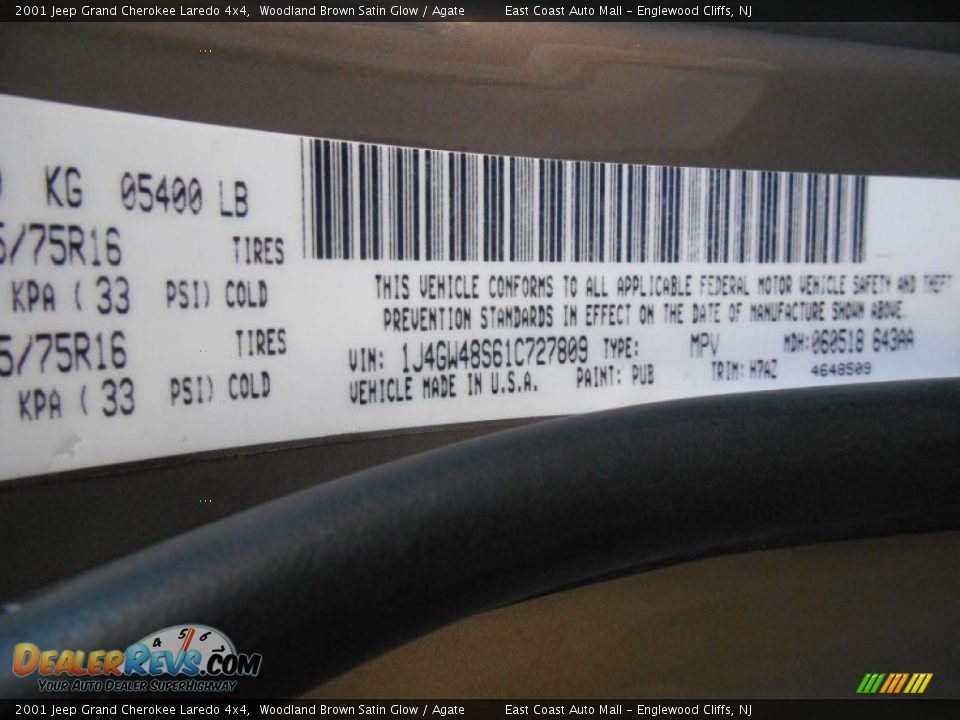 2001 Jeep Grand Cherokee Laredo 4x4, Woodland Brown Satin Glow / Agate East Coast Auto Mall - Englewood Cliffs, NJ
KG 05400 LB
5/75R16 TIRES
KPA ( 33 PSI) COLD
5/75R16 TIRES
KPA ( 33 PSI) COLD
THIS VEHICLE CONFORMS TO ALL APPLICABLE FEDERAL MOTOR VEHICLE SAFETY AND THEFT
PREVENTION STANDARDS IN EFFECT ON THE DATE OF MANUFACTURE SHOWN ABOVE.
VIN: 1J4GW48S61C727809 TYPE: MPV MDH: 060518 643AA
VEHICLE MADE IN U.S.A. PAINT: PUB TRIM: H7AZ 4648509
4 5 6
DEALERREVS.COM
YOUR AUTO DEALER SUPERHIGHWAY
2001 Jeep Grand Cherokee Laredo 4x4, Woodland Brown Satin Glow / Agate East Coast Auto Mall - Englewood Cliffs, NJ